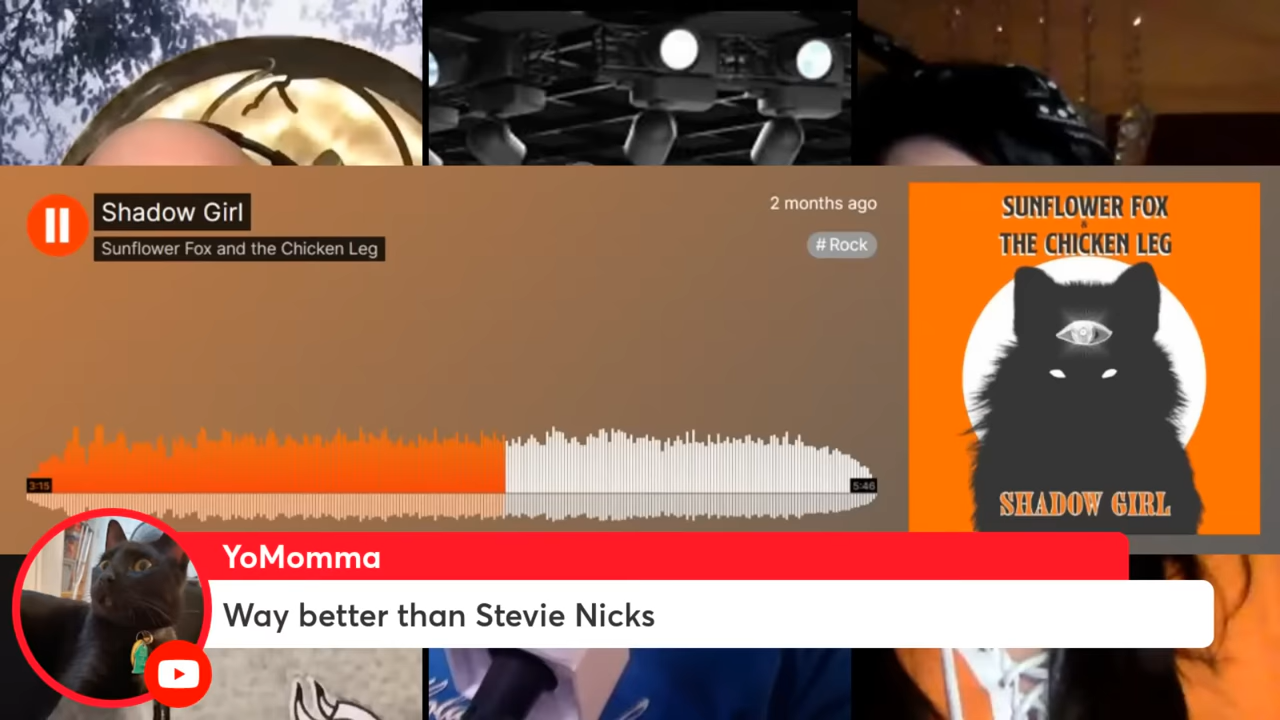 Shadow Girl
Sunflower Fox and the Chicken Leg
2 months ago
# Rock
3:15
5:46
SUNFLOWER FOX
&
THE CHICKEN LEG
SHADOW GIRL
YoMomma
Way better than Stevie Nicks